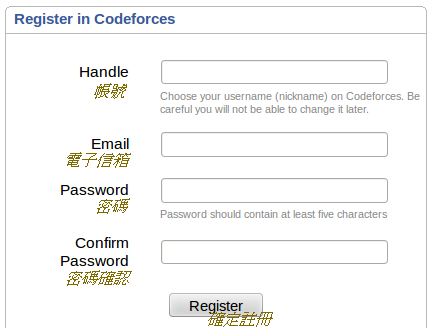 Register in Codeforces
Handle
帳號
Choose your username (nickname) on Codeforces. Be
careful you will not be able to change it later.
Email
電子信箱
Password
密碼
Password should contain at least five characters
Confirm
Password
密碼確認
Register
確定註冊